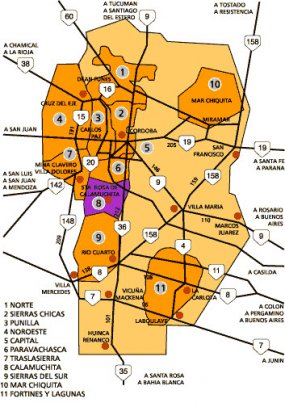 A TUCUMAN
A SANTIAGO
DEL ESTERO
A TOSTADO
A RESISTENCIA
60
9
158
A CHAMICAL
A LA RIOJA
38
DEAN FUNES
1
16
10
MAR CHIQUITA
CRUZ DEL EJE
4
15
3
2
CARLOS
PAZ
MIRAMAR
A SAN JUAN
CORDOBA
5
205
19
SAN
FRANCISCO
A SANTA FE
A PARANA
7
20
6
MINA CLAVERO
VILLA DOLORES
A SAN LUIS
A SAN JUAN
A MENDOZA
142
STA. ROSA DE
CALAMUCHITA
8
9
159
158
VILLA MARIA
110
A ROSARIO
A BUENOS
AIRES
148
36
158
4
MARCOS
JUAREZ
9
RIO CUARTO
11
A CASILDA
VILLA
MERCEDES
8
VICUÑA
MACKENNA
11
LA
CARLOTA
8
7
LABOULAYE
7
A COLON
A PERGAMINO
A BUENOS AIRES
101
HUINCA
RENANCO
A JUNIN
35
A SANTA ROSA
A BAHIA BLANCA
1 NORTE
2 SIERRAS CHICAS
3 PUNILLA
4 NOROESTE
5 CAPITAL
6 PARAVACHASCA
7 TRASLASIERRA
8 CALAMUCHITA
9 SIERRAS DEL SUR
10 MAR CHIQUITA
11 FORTINES Y LAGUNAS